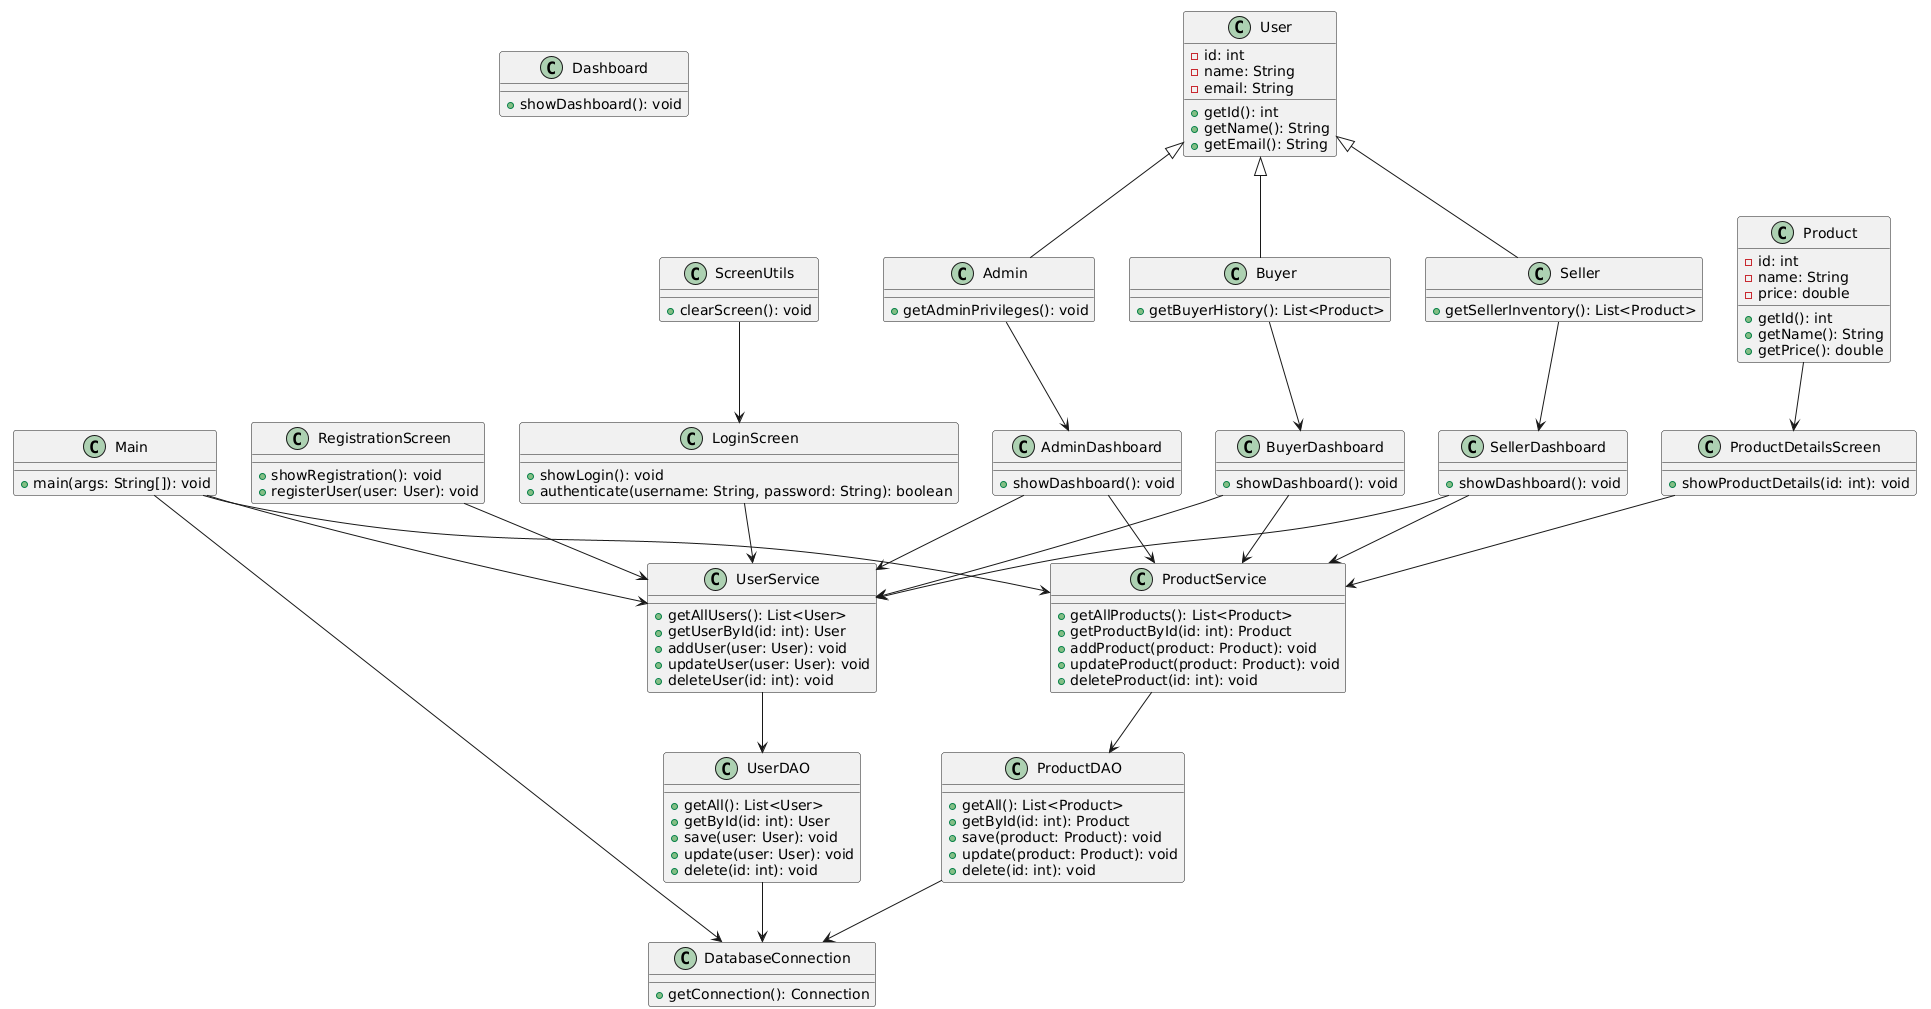 C User
id: int
name: String
email: String
getId(): int
getName(): String
getEmail(): String
C Dashboard
showDashboard(): void
C ScreenUtils
clearScreen(): void
C Admin
getAdminPrivileges(): void
C Buyer
getBuyerHistory(): List<Product>
C Seller
getSellerInventory(): List<Product>
C Product
id: int
name: String
price: double
getId(): int
getName(): String
getPrice(): double
C Main
main(args: String[]): void
C RegistrationScreen
showRegistration(): void
registerUser(user: User): void
C LoginScreen
showLogin(): void
authenticate(username: String, password: String): boolean
C AdminDashboard
showDashboard(): void
C BuyerDashboard
showDashboard(): void
C SellerDashboard
showDashboard(): void
C ProductDetailsScreen
showProductDetails(id: int): void
C UserService
getAllUsers(): List<User>
getUserById(id: int): User
addUser(user: User): void
updateUser(user: User): void
deleteUser(id: int): void
C ProductService
getAllProducts(): List<Product>
getProductById(id: int): Product
addProduct(product: Product): void
updateProduct(product: Product): void
deleteProduct(id: int): void
C UserDAO
getAll(): List<User>
getById(id: int): User
save(user: User): void
update(user: User): void
delete(id: int): void
C ProductDAO
getAll(): List<Product>
getById(id: int): Product
save(product: Product): void
update(product: Product): void
delete(id: int): void
C DatabaseConnection
getConnection(): Connection